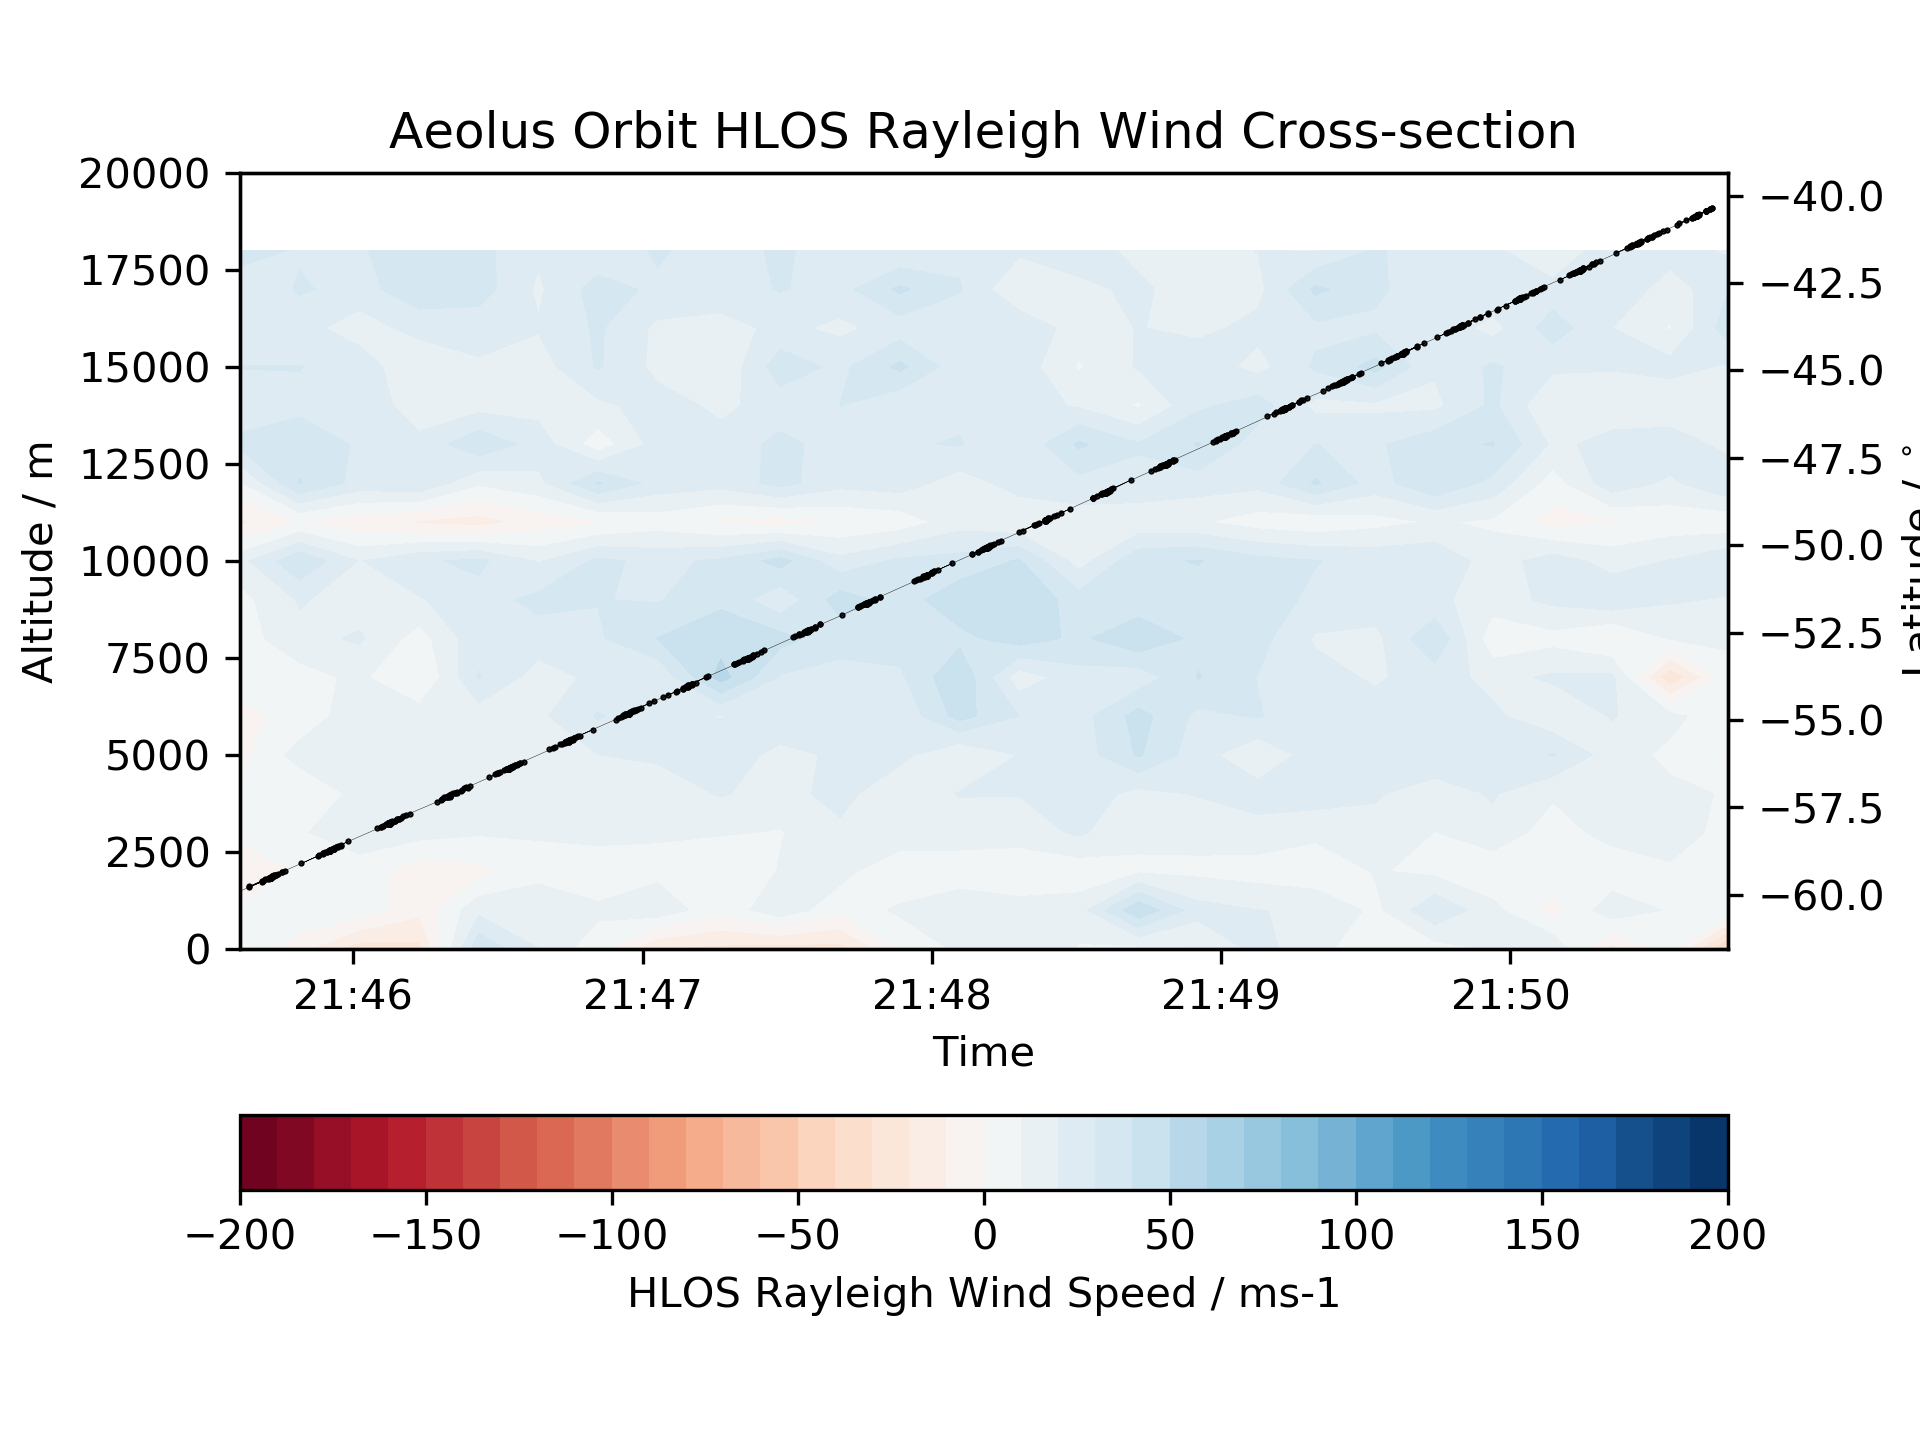 Aeolus Orbit HLOS Rayleigh Wind Cross-section
20000
17500
15000
12500
10000
7500
5000
2500
0
Altitude / m
−40.0
−42.5
−45.0
−47.5
−50.0
−52.5
−55.0
−57.5
−60.0
Latitude / °
21:46 21:47 21:48 21:49 21:50
Time
−200 −150 −100 −50 0 50 100 150 200
HLOS Rayleigh Wind Speed / ms-1